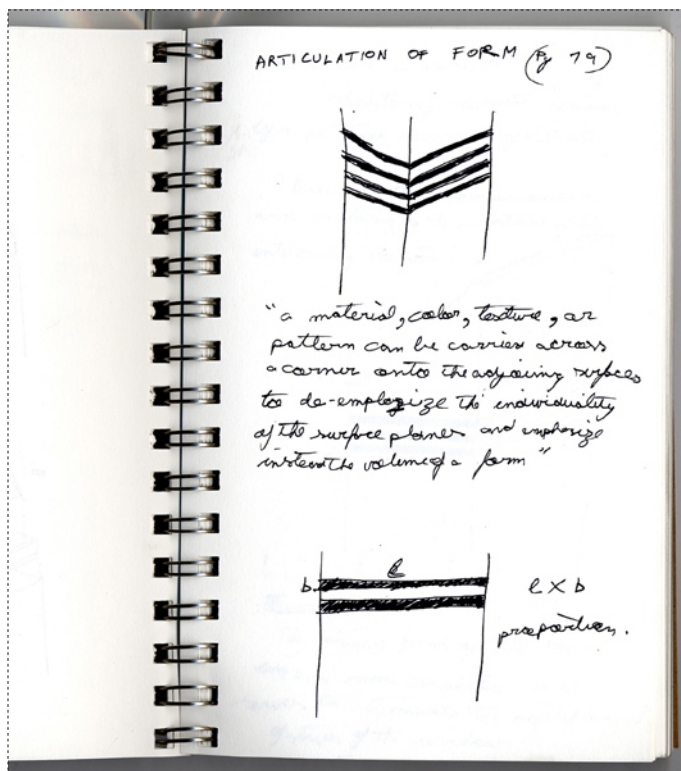 ARTICULATION OF FORM (Pg 79)
"a material, color, texture, or
pattern can be carries across
a corner onto the adjoining surfaces
to de-emphasize the individuality
of the surface planes and emphasize
instead the volume of a form"
l
b
l x b
proportion.